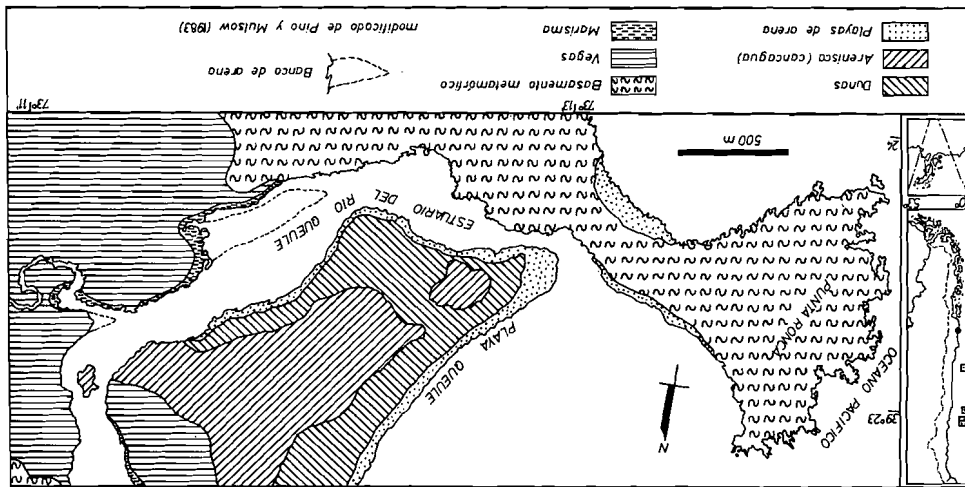 39°23
N
OCEANO PACIFICO
PUNTA RONCA
PLAYA
QUEULE
ESTUARIO DEL
RIO QUEULE
500 m
73°13'
73°11'
Dunas
Arenisca (cancagua)
Playas de arena
Basamento metamórfico
Vegas
Marisma
Banco de arena
modificado de Pino y Mulsow (1983)